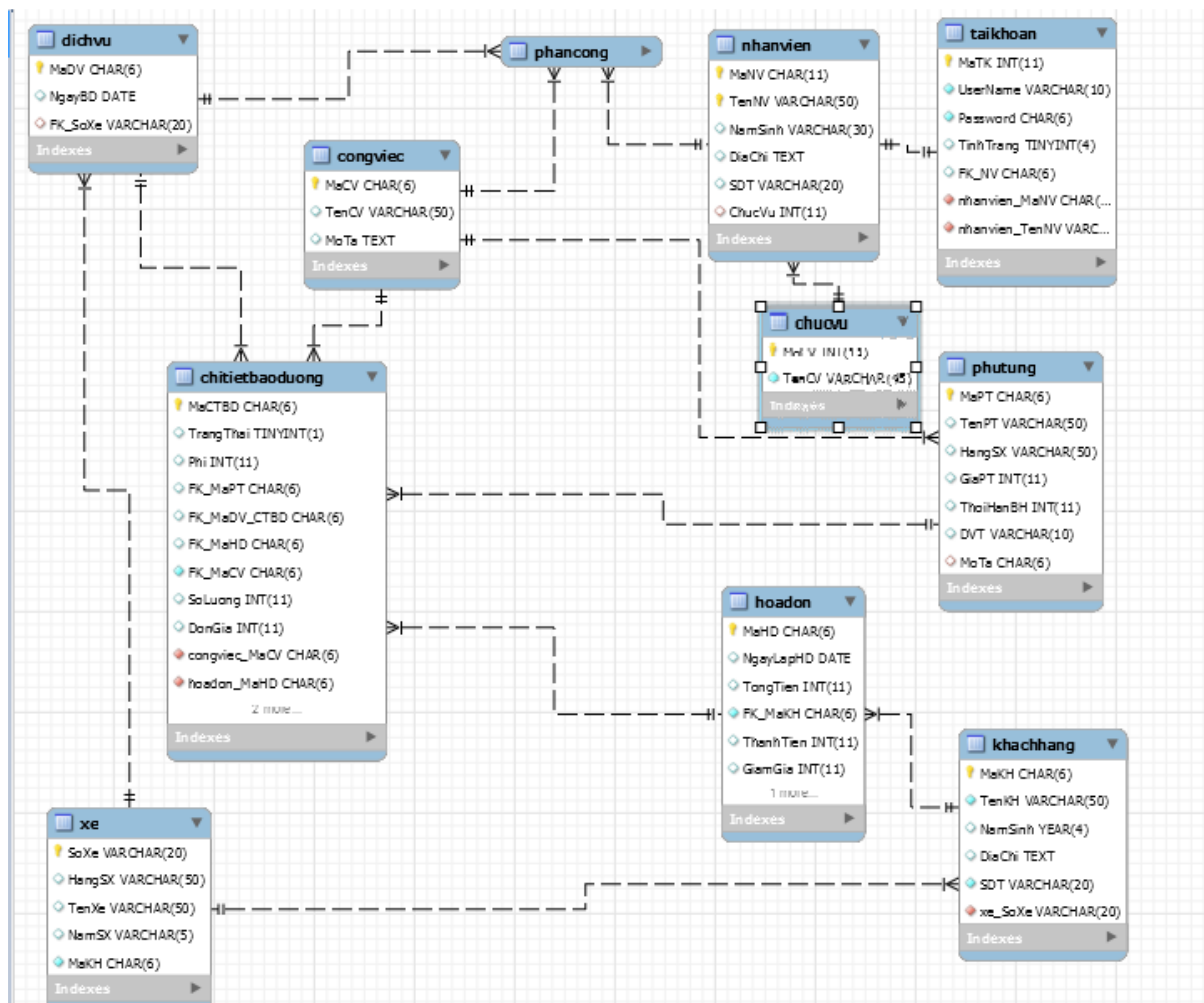 dichvu
MaDV CHAR(6)
NgayBD DATE
FK_SoXe VARCHAR(20)
Indexes
phancong
nhanvien
MaNV CHAR(11)
TenNV VARCHAR(50)
NamSinh VARCHAR(30)
DiaChi TEXT
SDT VARCHAR(20)
ChucVu INT(11)
Indexes
taikhoan
MaTK INT(11)
UserName VARCHAR(10)
Password CHAR(6)
TinhTrang TINYINT(4)
FK_NV CHAR(6)
nhanvien_MaNV CHAR(...
nhanvien_TenNV VARC...
Indexes
congviec
MaCV CHAR(6)
TenCV VARCHAR(50)
MoTa TEXT
Indexes
chucvu
INT(11)
TenCV VARCHAR(45)
Indexes
chitietbaoduong
MaCTBD CHAR(6)
TrangThai TINYINT(1)
Phi INT(11)
FK_MaPT CHAR(6)
FK_MaDV_CTBD CHAR(6)
FK_MaHD CHAR(6)
FK_MaCV CHAR(6)
SoLuong INT(11)
DonGia INT(11)
congviec_MaCV CHAR(6)
hoadon_MaHD CHAR(6)
2 more...
Indexes
phutung
MaPT CHAR(6)
TenPT VARCHAR(50)
HangSX VARCHAR(50)
GiaPT INT(11)
ThoiHanBH INT(11)
DVT VARCHAR(10)
MoTa CHAR(6)
Indexes
hoadon
MaHD CHAR(6)
NgayLapHD DATE
TongTien INT(11)
FK_MaKH CHAR(6)
ThanhTien INT(11)
GiamGia INT(11)
1 more...
Indexes
khachhang
MaKH CHAR(6)
TenKH VARCHAR(50)
NamSinh YEAR(4)
DiaChi TEXT
SDT VARCHAR(20)
xe_SoXe VARCHAR(20)
Indexes
xe
SoXe VARCHAR(20)
HangSX VARCHAR(50)
TenXe VARCHAR(50)
NamSX VARCHAR(5)
MaKH CHAR(6)
Indexes